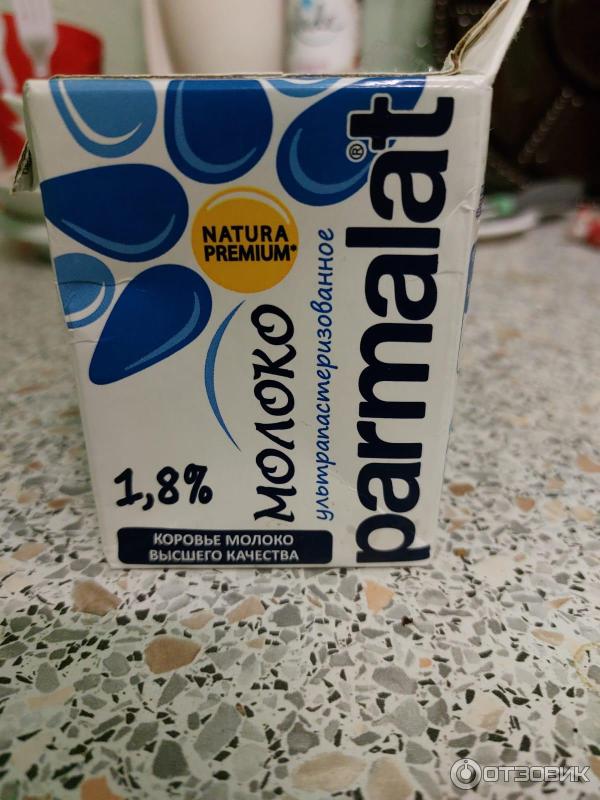 NATURA
PREMIUM*
МОЛОКО
ультрапастеризованное
parmalat®
1,8%
КОРОВЬЕ МОЛОКО
ВЫСШЕГО КАЧЕСТВА
ОТЗОВИК